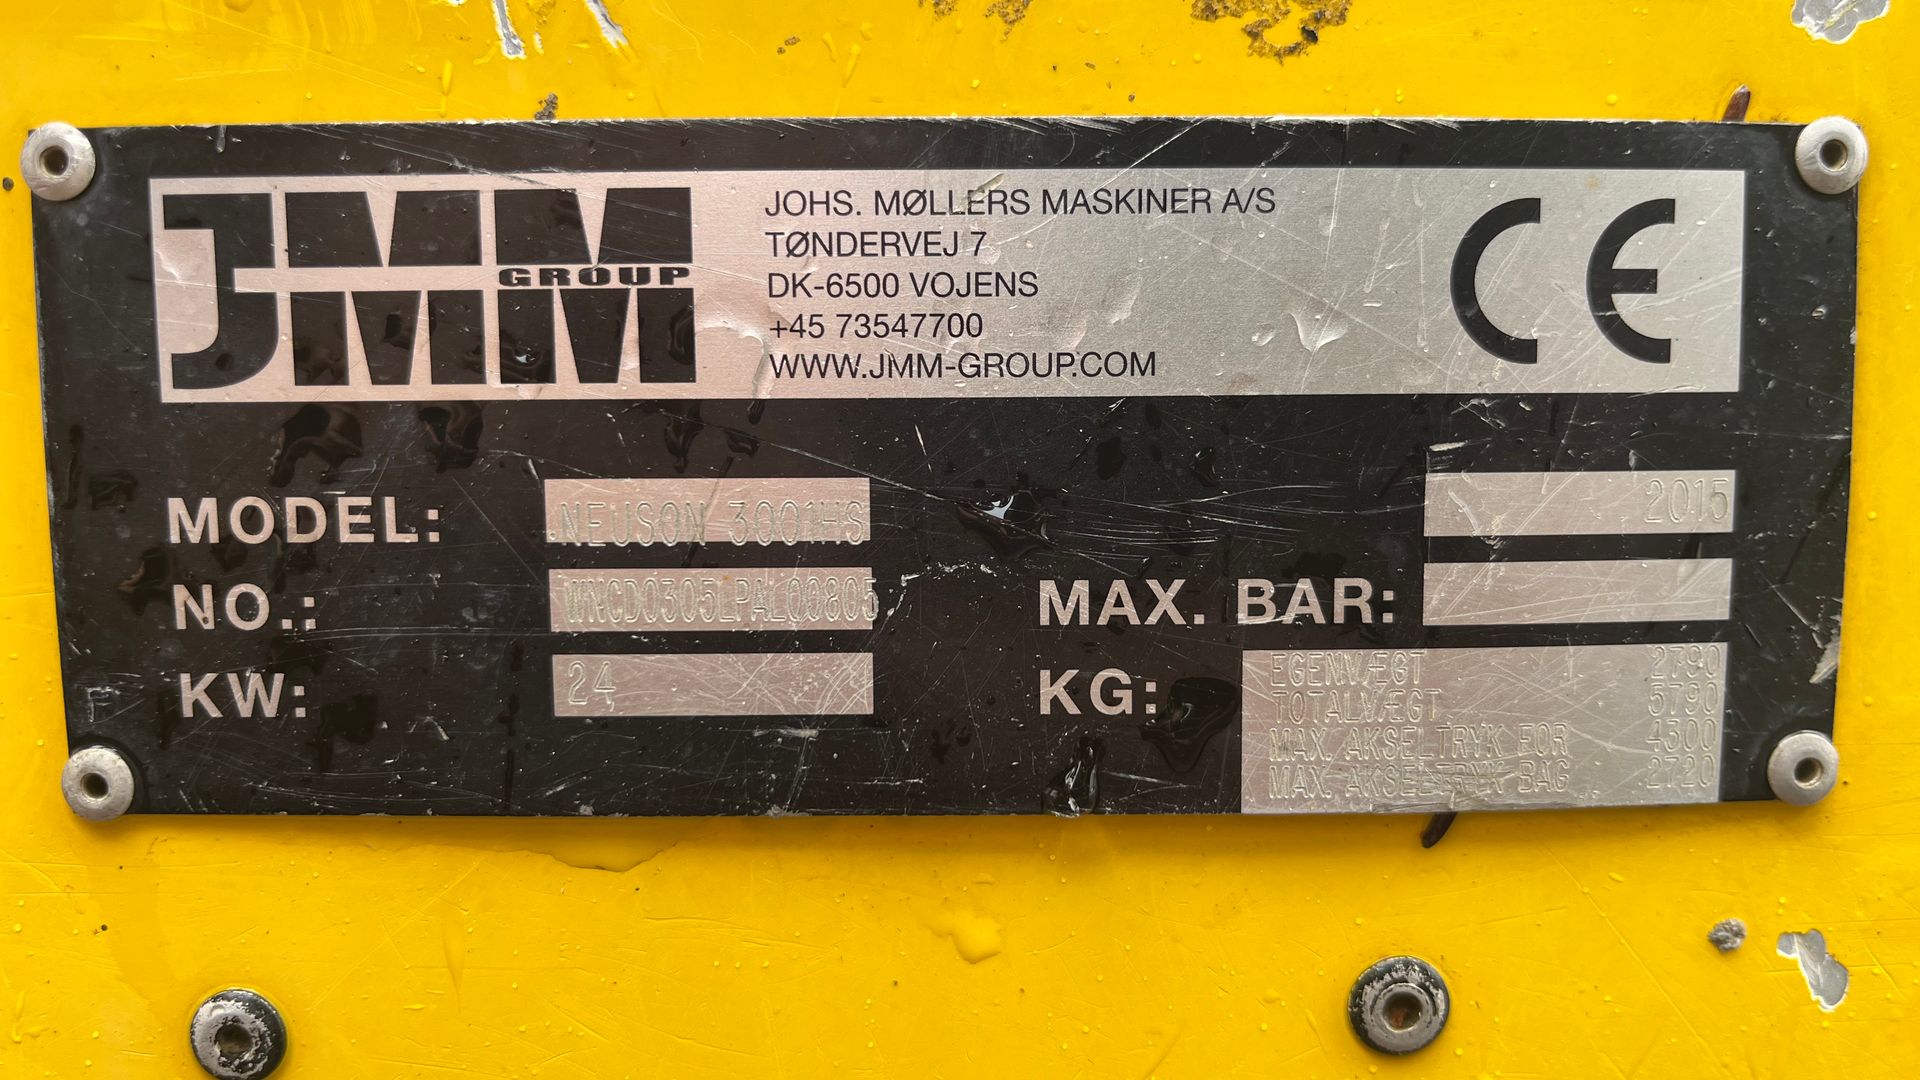 JMM
GROUP
JOHS. MØLLERS MASKINER A/S
TØNDERVEJ 7
DK-6500 VOJENS
+45 73547700
WWW.JMM-GROUP.COM
CE
MODEL: .NEUSON 3001HS
2015
NO.: WNCD0305LPAL00805
MAX. BAR:
KW: 24
KG:
EGENVÆGT 2790
TOTALVÆGT 5790
MAX. AKSELTRYK FOR 4300
MAX. AKSELTRYK BAG 2720